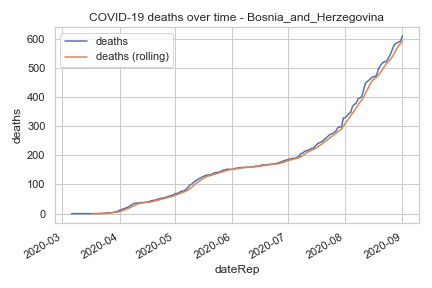 COVID-19 deaths over time - Bosnia_and_Herzegovina
deaths
deaths (rolling)
600
500
400
300
200
100
0
deaths
2020-03
2020-04
2020-05
2020-06
2020-07
2020-08
2020-09
dateRep